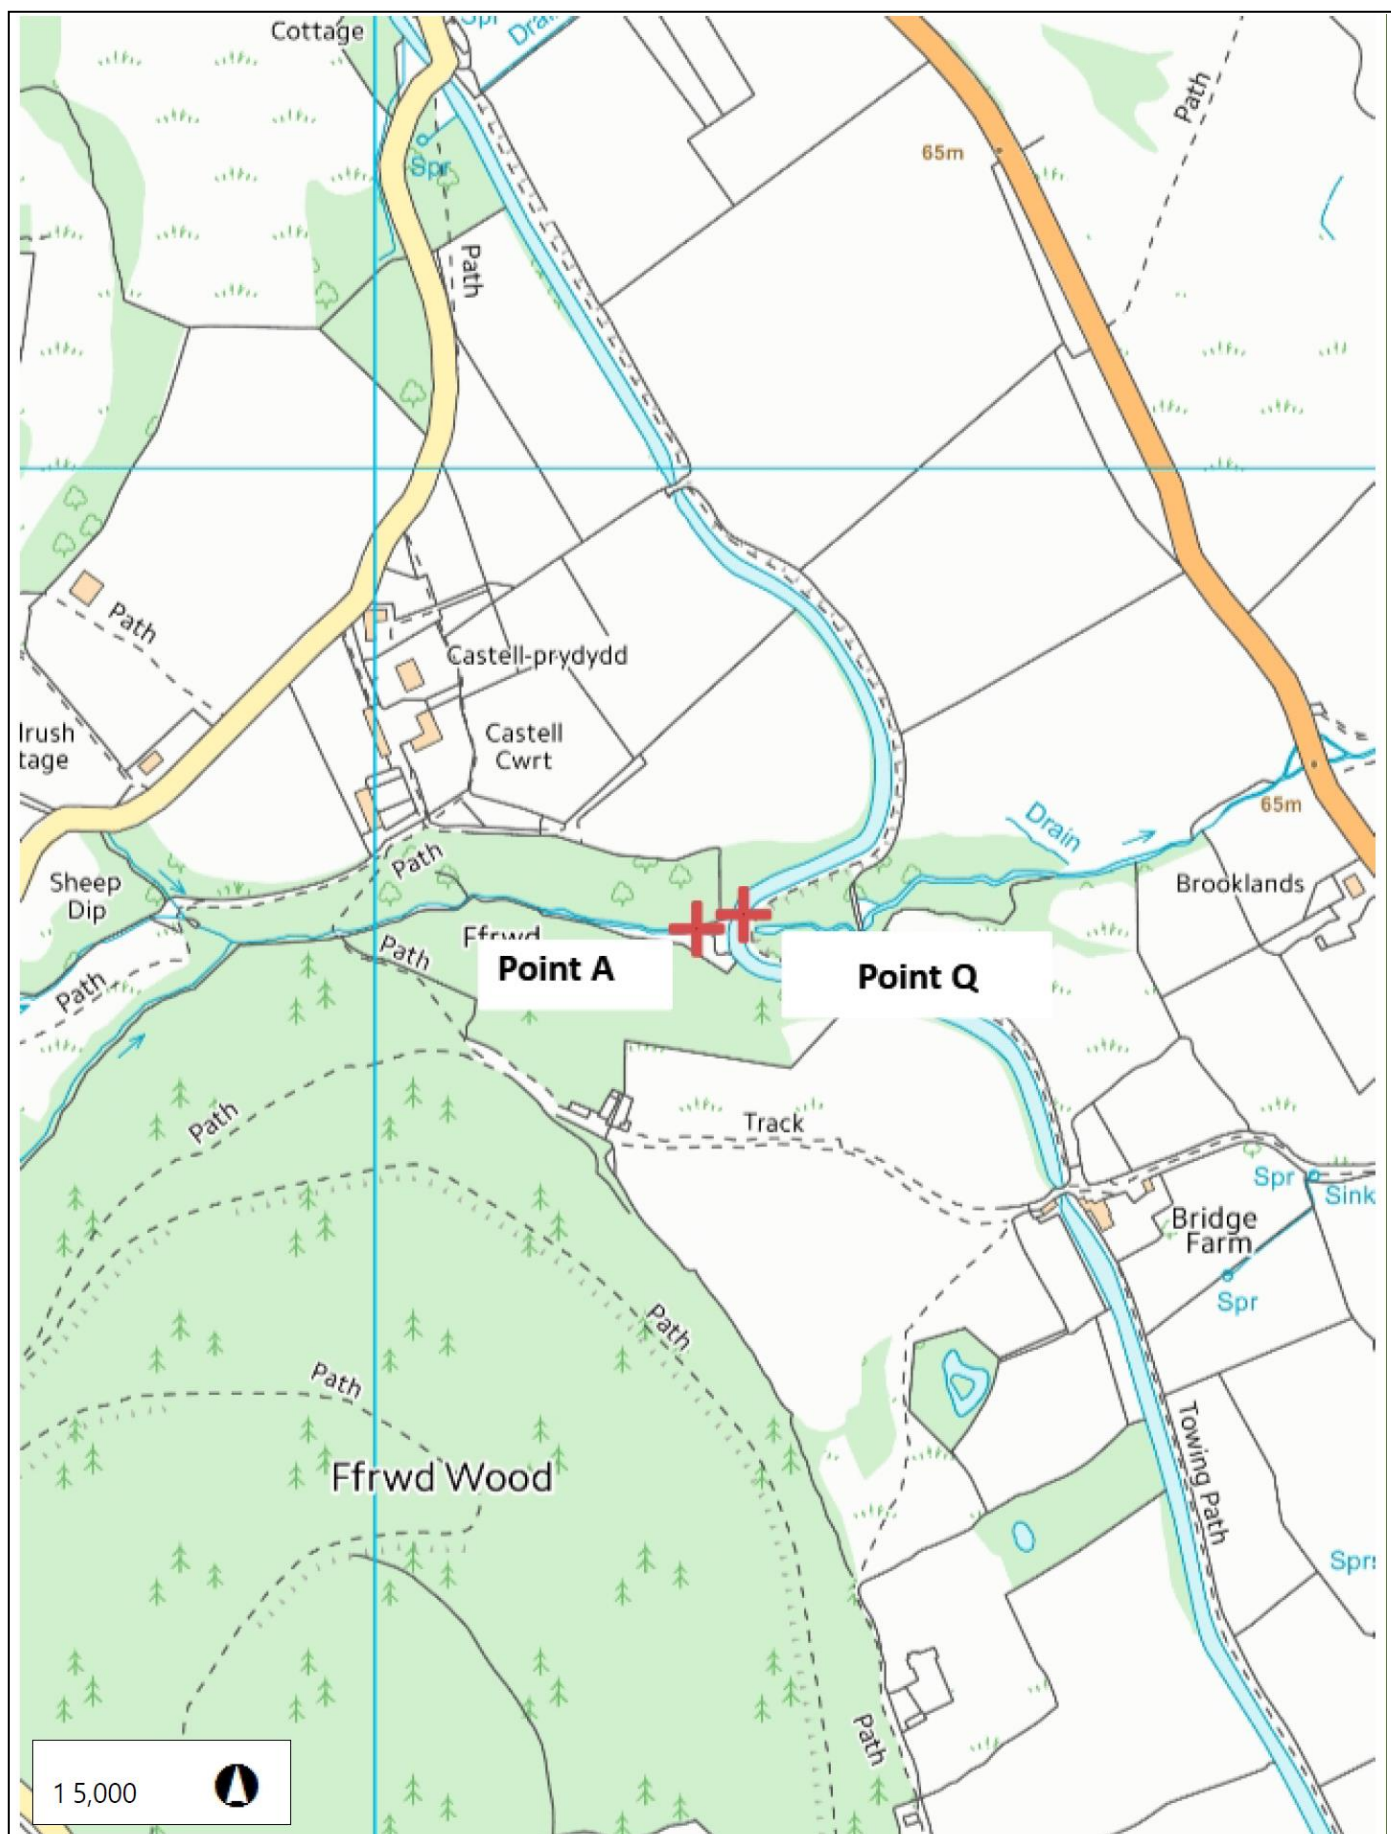 Cottage
Spr
Drain
Path
65m
Spr
Path
Path
Castell-prydydd
Castell
Cwrt
65m
Drain
Path
Sheep
Dip
Brooklands
Ffrwd
Path
Point A
Point Q
Path
Path
Track
Spr
Sink
Bridge
Farm
Spr
Path
Path
Towing Path
Ffrwd Wood
Path
1 5,000